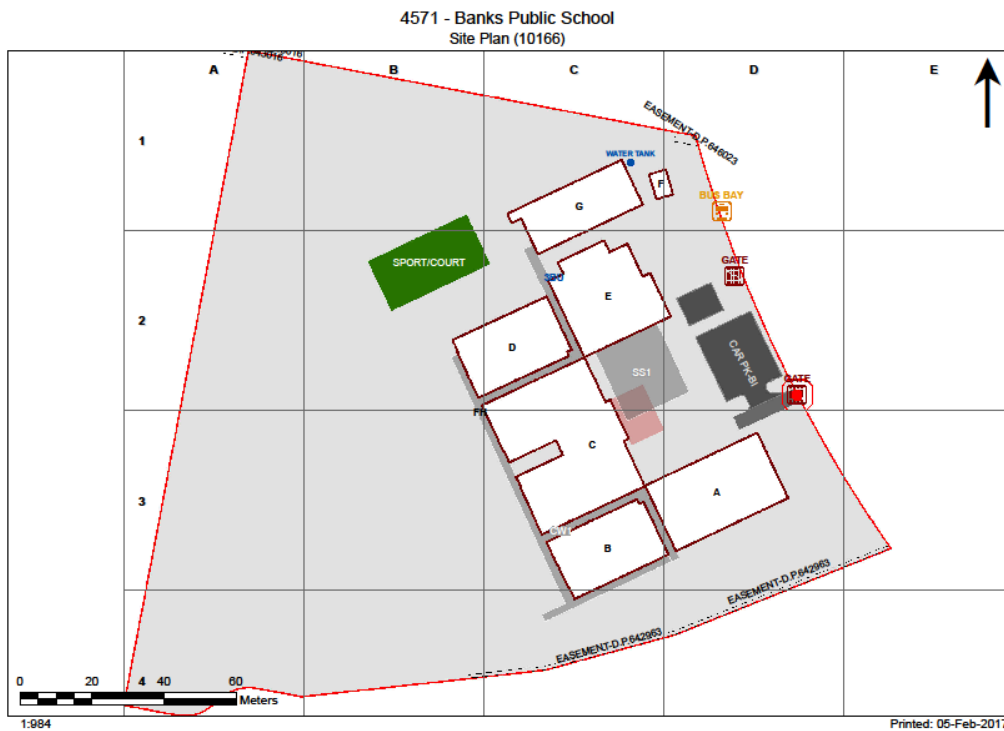 4571 - Banks Public School
Site Plan (10166)
A
B
C
D
E
1
EASEMENT-D.P.646023
WATER TANK
F
BUS BAY
G
SPORT/COURT
GATE
E
2
D
CAR PK-BI
SS1
GATE
FH
C
3
A
CW1
B
EASEMENT-D.P.642963
EASEMENT-D.P.642963
0 20 40 60
4
Meters
1:984
Printed: 05-Feb-2017